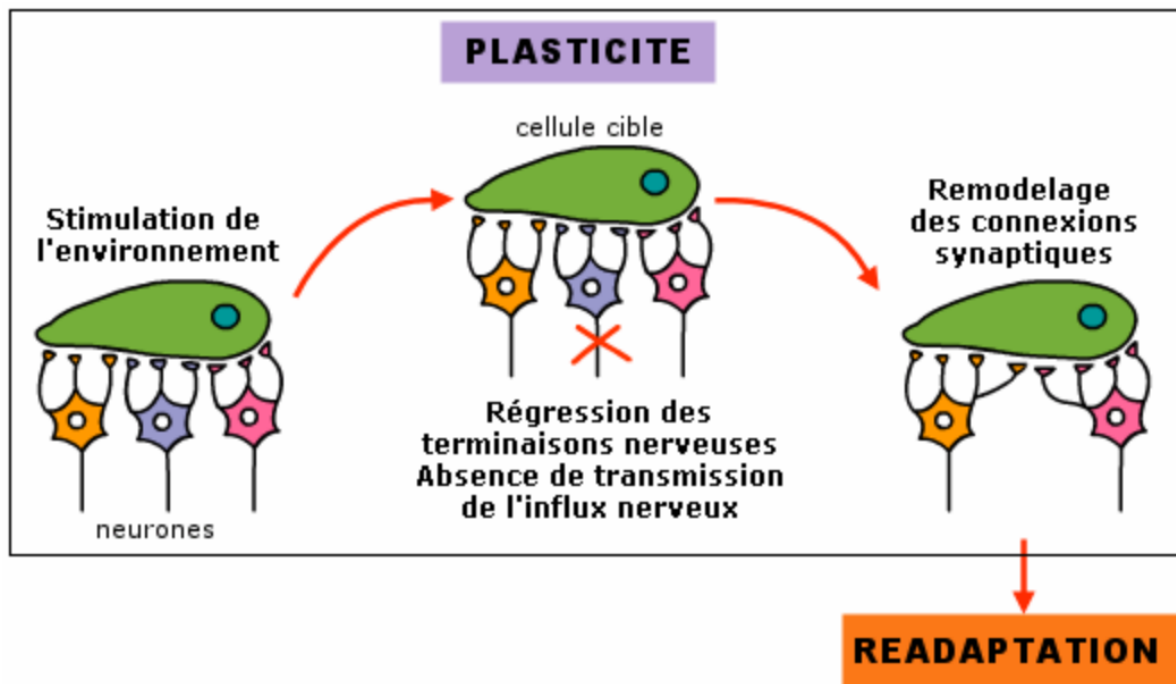 PLASTICITE
cellule cible
Stimulation de
l'environnement
neurones
Régression des
terminaisons nerveuses
Absence de transmission
de l'influx nerveux
Remodelage
des connexions
synaptiques
READAPTATION